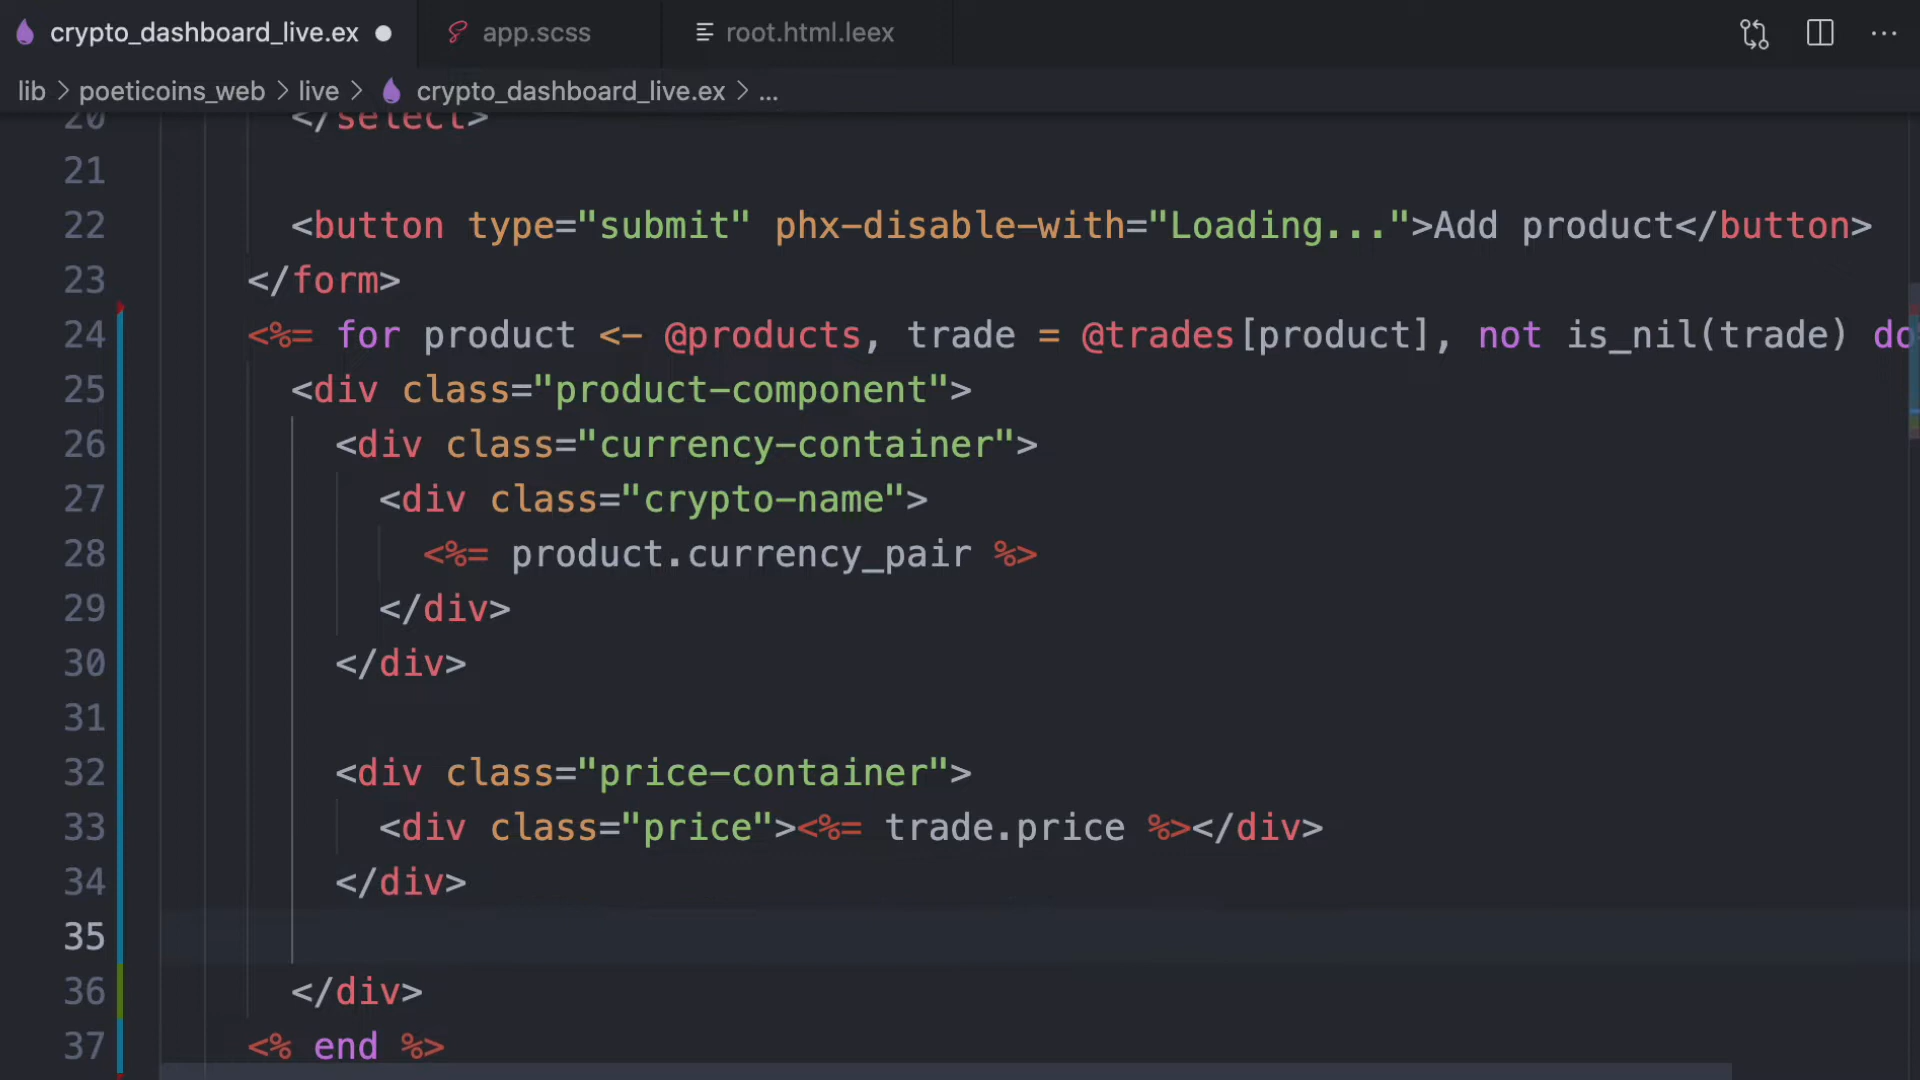 crypto_dashboard_live.ex app.scss root.html.leex
lib > poeticoins_web > live > crypto_dashboard_live.ex > ...
20 </select>
21
22 <button type="submit" phx-disable-with="Loading...">Add product</button>
23 </form>
24 <%= for product <- @products, trade = @trades[product], not is_nil(trade) do
25 <div class="product-component">
26 <div class="currency-container">
27 <div class="crypto-name">
28 <%= product.currency_pair %>
29 </div>
30 </div>
31
32 <div class="price-container">
33 <div class="price"><%= trade.price %></div>
34 </div>
35
36 </div>
37 <% end %>